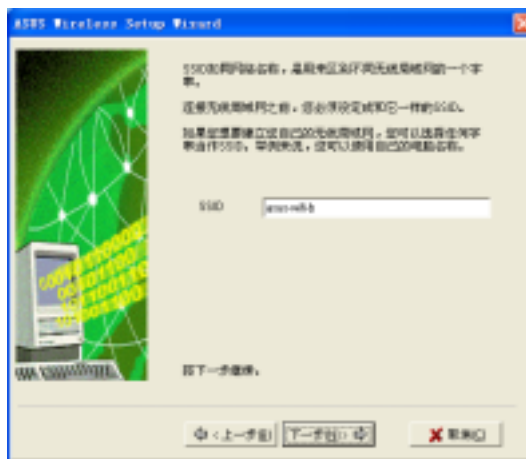 ASUS Wireless Setup Wizard
SSID如同网络名称，是用来区别不同无线局域网的一个字
串。
连接无线局域网之前，您必须设定成和它一样的SSID。
如果您想要建立您自己的无线局域网，您可以选择任何字
串当作SSID。举例来说，您可以使用自己的电脑名称。
SSID
按下一步继续。
<上一步(B)
下一步(N)>
取消(C)